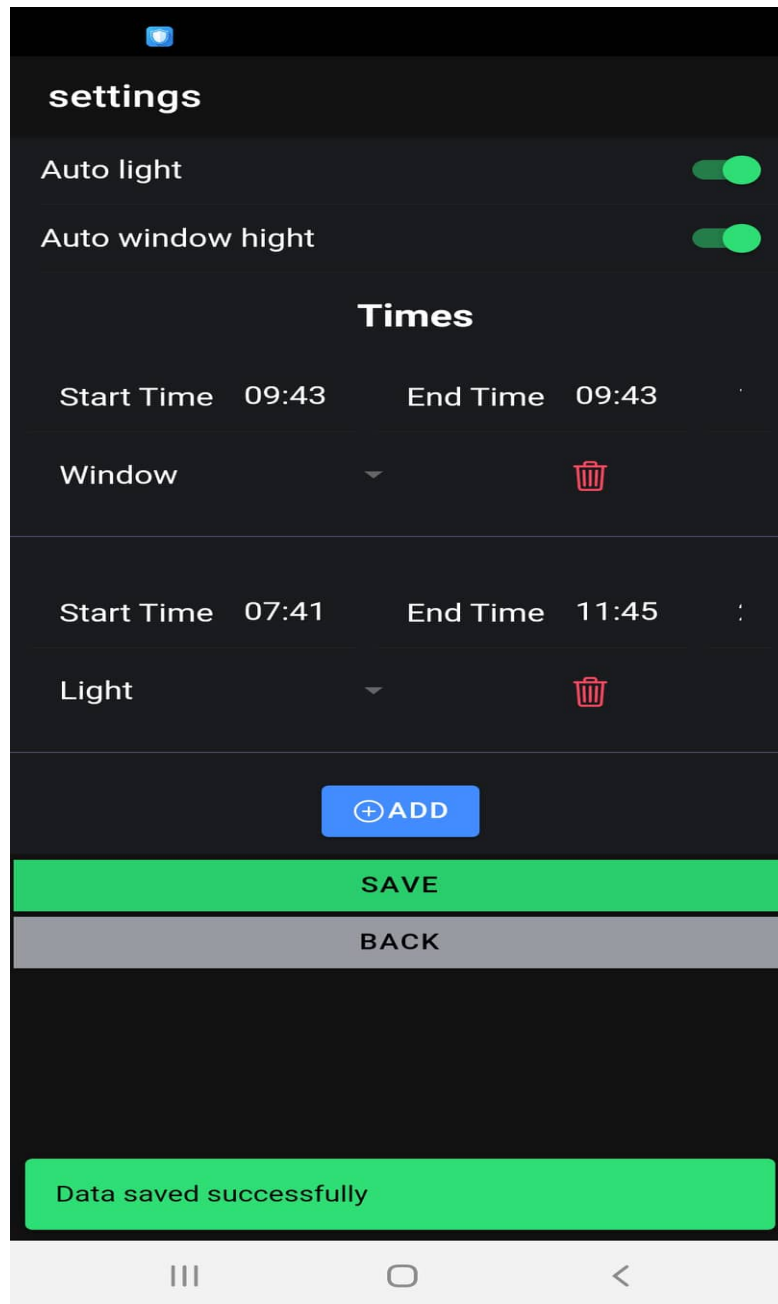 settings
Auto light
Auto window hight
Times
Start Time 09:43 End Time 09:43
Window
Start Time 07:41 End Time 11:45
Light
ADD
SAVE
BACK
Data saved successfully